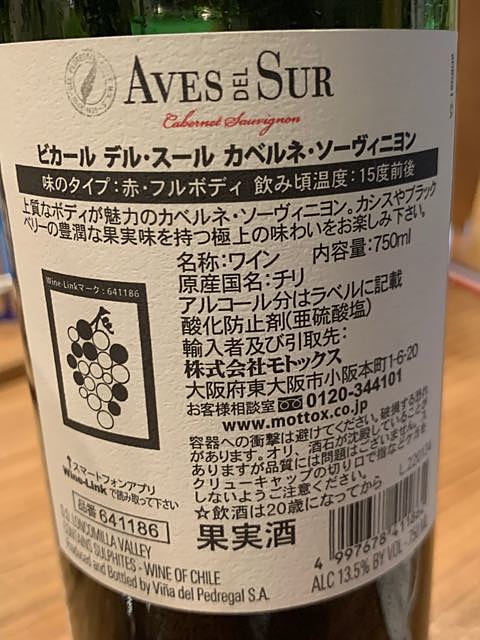 AVES DEL SUR
Cabernet Sauvignon
ビカール デル・スール カベルネ・ソーヴィニヨン
味のタイプ：赤・フルボディ 飲み頃温度：15度前後
上質なボディが魅力のカベルネ・ソーヴィニヨン。カシスやブラック
ベリーの豊潤な果実味を持つ極上の味わいをお楽しみ下さい。
名称：ワイン 内容量：750ml
原産国名：チリ
アルコール分はラベルに記載
酸化防止剤(亜硫酸塩)
輸入者及び引取先：
株式会社モトックス
大阪府東大阪市小阪本町1-6-20
お客様相談室 0120-344101
www.mottox.co.jp
Wine-Linkマーク：641186
↑スマートフォンアプリ
Wine-Linkで読み取って下さい
品番 641186
容器への衝撃は避けてください。破損する恐れ
があります。オリ、酒石が沈殿していることが
ありますが品質には問題はございません。ス
クリューキャップの切り口で指などケガを
しないようご注意ください。
☆飲酒は20歳になってから
果実酒
LONCOMILLA VALLEY
SULPHITES - WINE OF CHILE
Produced and Bottled by Viña del Pedregal S.A.
4 997678 4118
ALC 13.5% BY VOL